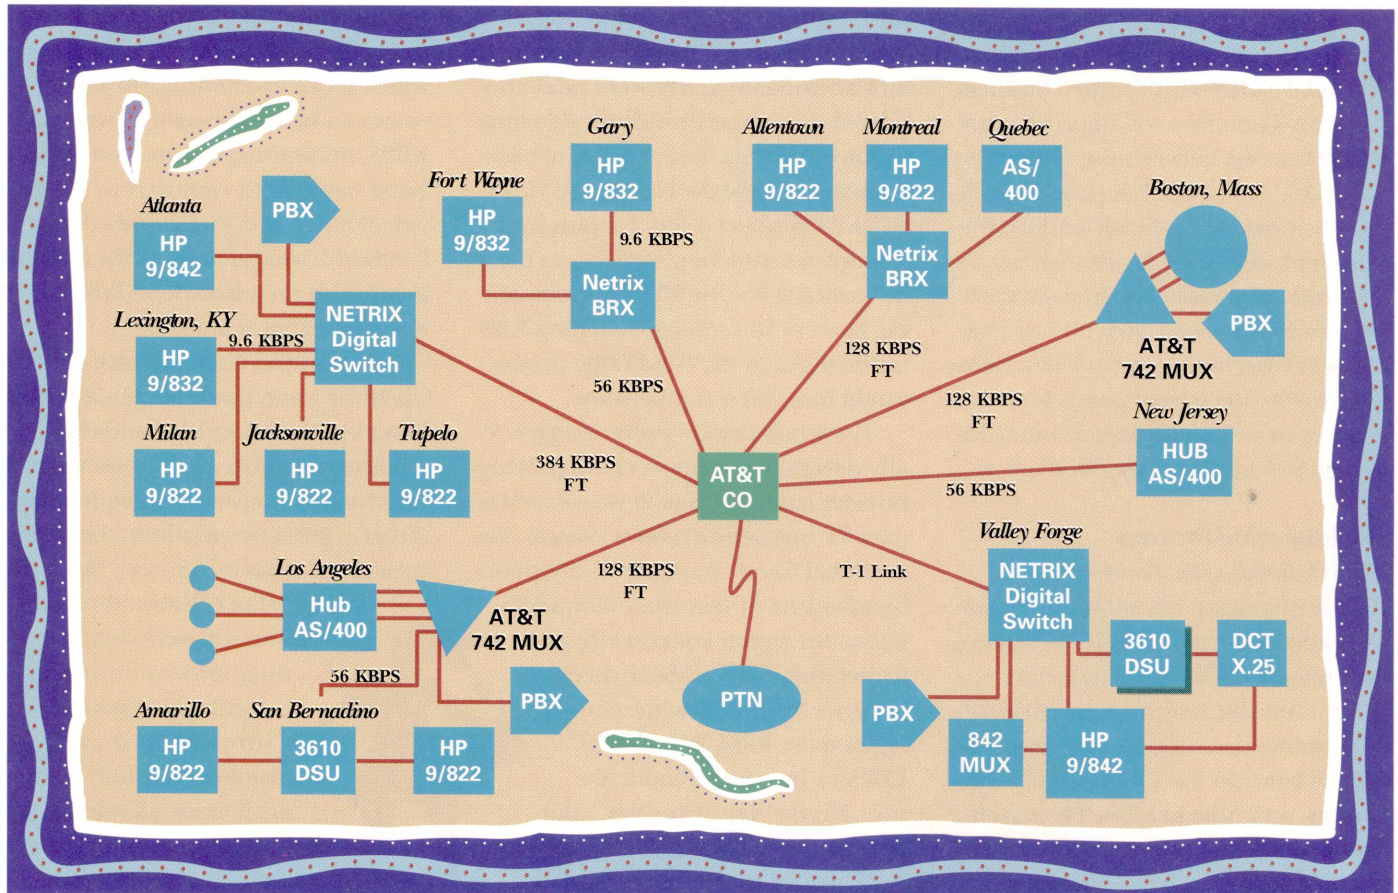 Gary
HP
9/832
Allentown
HP
9/822
Montreal
HP
9/822
Quebec
AS/
400
Fort Wayne
HP
9/832
9.6 KBPS
Netrix
BRX
Netrix
BRX
Boston, Mass
PBX
AT&T
742 MUX
Atlanta
HP
9/842
PBX
NETRIX
Digital
Switch
Lexington, KY
9.6 KBPS
HP
9/832
Milan
HP
9/822
Jacksonville
HP
9/822
Tupelo
HP
9/822
56 KBPS
128 KBPS
FT
128 KBPS
FT
384 KBPS
FT
AT&T
CO
New Jersey
HUB
AS/400
56 KBPS
Los Angeles
Hub
AS/400
128 KBPS
FT
AT&T
742 MUX
56 KBPS
PBX
Amarillo
HP
9/822
San Bernadino
3610
DSU
HP
9/822
PTN
T-1 Link
Valley Forge
NETRIX
Digital
Switch
3610
DSU
DCT
X.25
PBX
842
MUX
HP
9/842